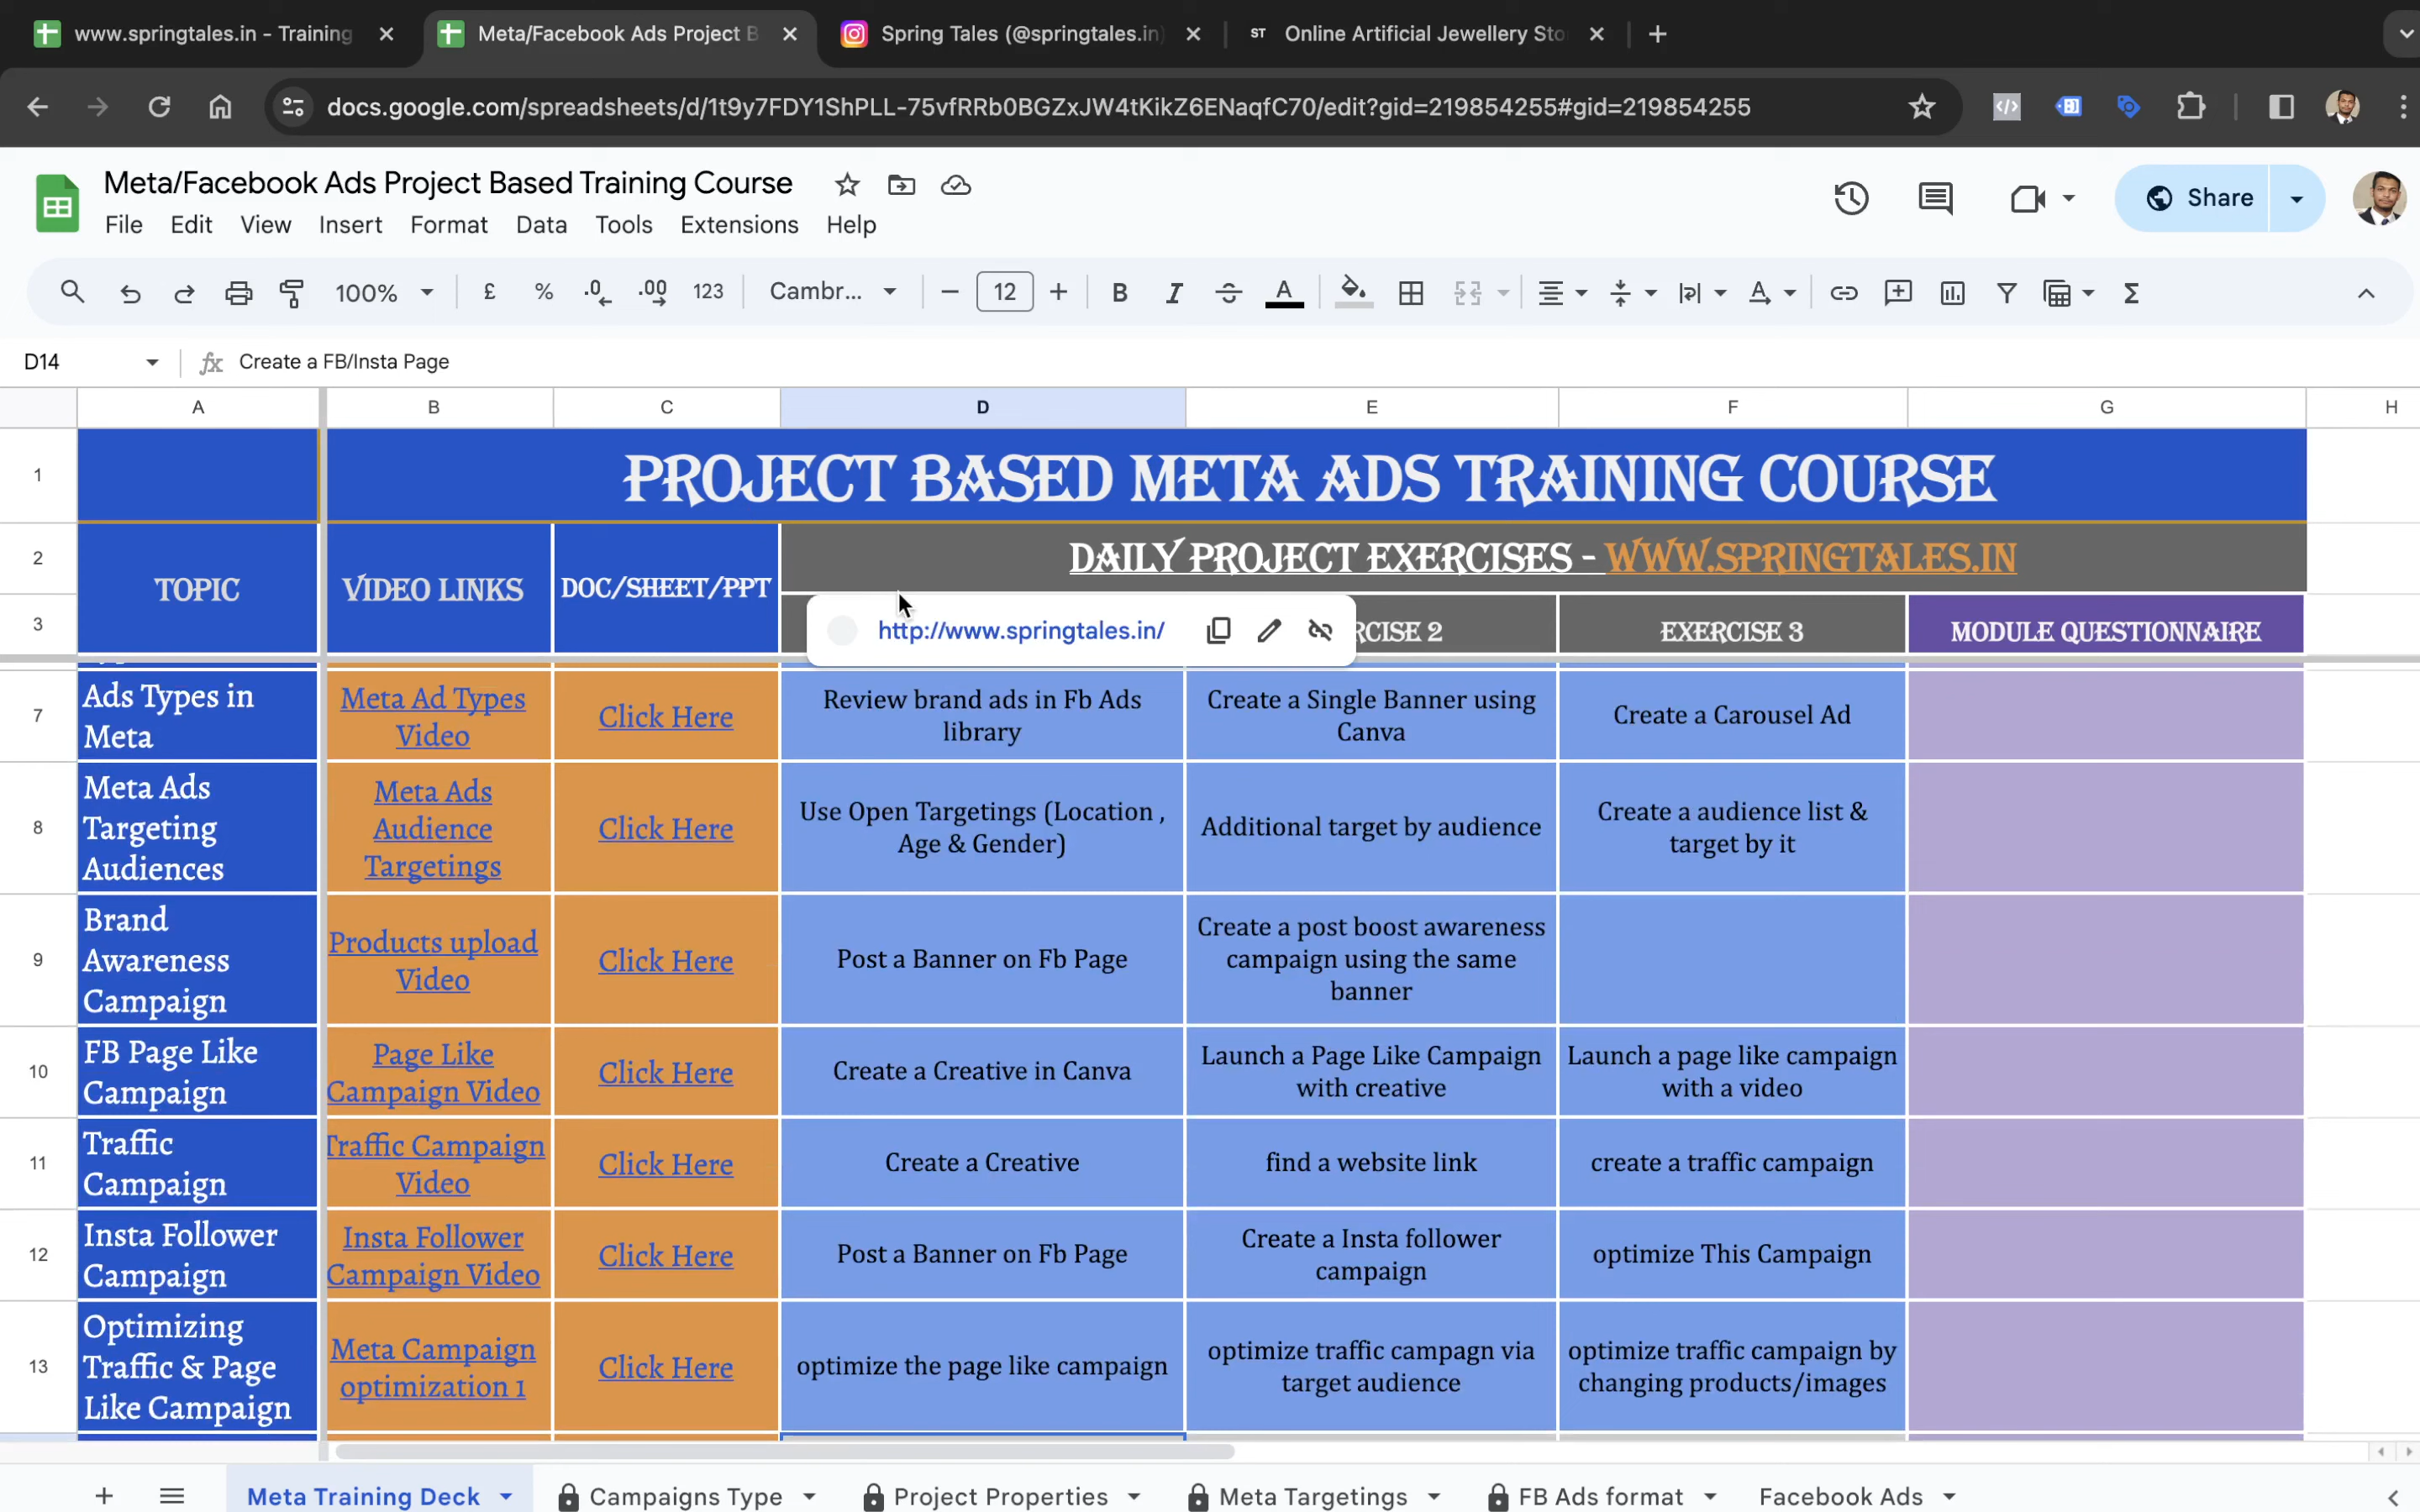 www.springtales.in - Training
Meta/Facebook Ads Project B
Spring Tales (@springtales.in)
ST Online Artificial Jewellery Sto
docs.google.com/spreadsheets/d/1t9y7FDY1ShPLL-75vfRRb0BGZxJW4tKikZ6ENaqfC70/edit?gid=219854255#gid=219854255
Meta/Facebook Ads Project Based Training Course
File Edit View Insert Format Data Tools Extensions Help
Share
100% £ % .0 .00 123 Cambr... 12 B I A
D14 fx Create a FB/Insta Page
A B C D E F G H
1 PROJECT BASED META ADS TRAINING COURSE
2 DAILY PROJECT EXERCISES - WWW.SPRINGTALES.IN
TOPIC VIDEO LINKS DOC/SHEET/PPT
3 http://www.springtales.in/ RCISE 2 EXERCISE 3 MODULE QUESTIONNAIRE
7
Ads Types in
Meta
Meta Ad Types
Video
Click Here
Review brand ads in Fb Ads
library
Create a Single Banner using
Canva
Create a Carousel Ad
8
Meta Ads
Targeting
Audiences
Meta Ads
Audience
Targetings
Click Here
Use Open Targetings (Location ,
Age & Gender)
Additional target by audience
Create a audience list &
target by it
9
Brand
Awareness
Campaign
Products upload
Video
Click Here
Post a Banner on Fb Page
Create a post boost awareness
campaign using the same
banner
10
FB Page Like
Campaign
Page Like
Campaign Video
Click Here
Create a Creative in Canva
Launch a Page Like Campaign
with creative
Launch a page like campaign
with a video
11
Traffic
Campaign
Traffic Campaign
Video
Click Here
Create a Creative
find a website link
create a traffic campaign
12
Insta Follower
Campaign
Insta Follower
Campaign Video
Click Here
Post a Banner on Fb Page
Create a Insta follower
campaign
optimize This Campaign
13
Optimizing
Traffic & Page
Like Campaign
Meta Campaign
optimization 1
Click Here
optimize the page like campaign
optimize traffic campagn via
target audience
optimize traffic campaign by
changing products/images
Meta Training Deck Campaigns Type Project Properties Meta Targetings FB Ads format Facebook Ads